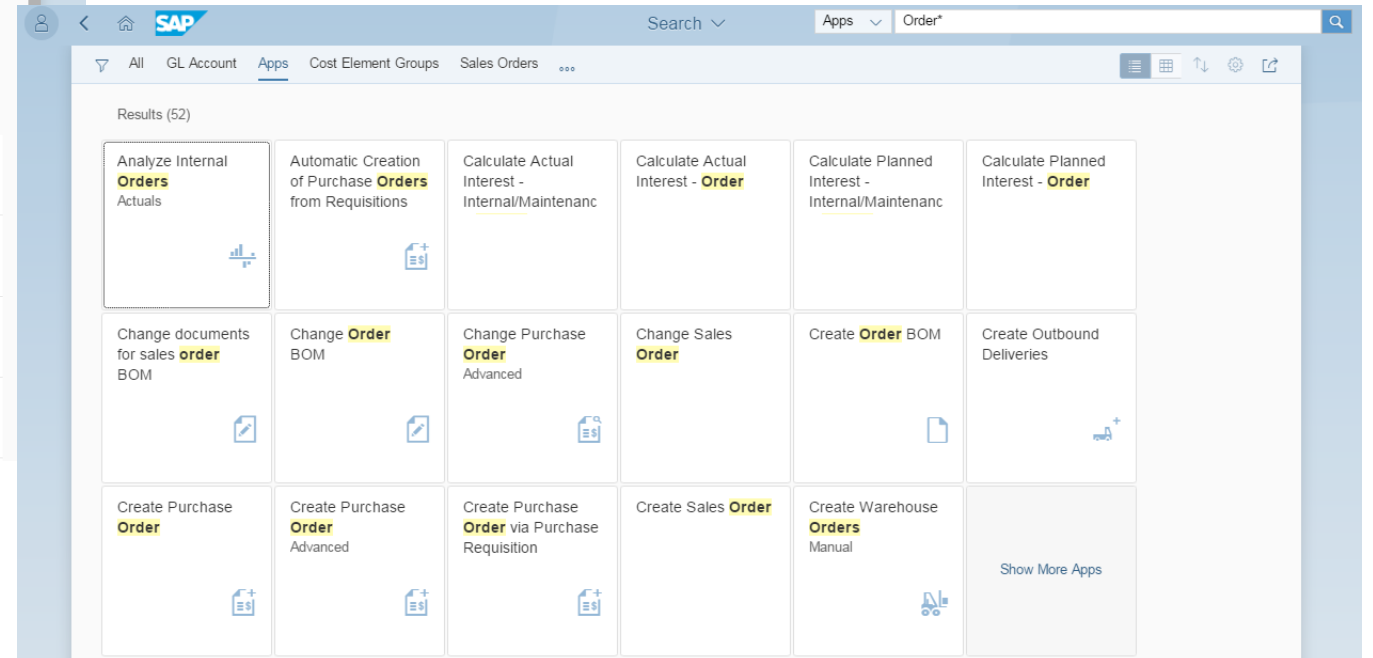 SAP
Search
Apps
Order*
All
GL Account
Apps
Cost Element Groups
Sales Orders
Results (52)
Analyze Internal
Orders
Actuals
Automatic Creation
of Purchase Orders
from Requisitions
Calculate Actual
Interest -
Internal/Maintenanc
Calculate Actual
Interest - Order
Calculate Planned
Interest -
Internal/Maintenanc
Calculate Planned
Interest - Order
Change documents
for sales order
BOM
Change Order
BOM
Change Purchase
Order
Advanced
Change Sales
Order
Create Order BOM
Create Outbound
Deliveries
Create Purchase
Order
Create Purchase
Order
Advanced
Create Purchase
Order via Purchase
Requisition
Create Sales Order
Create Warehouse
Orders
Manual
Show More Apps